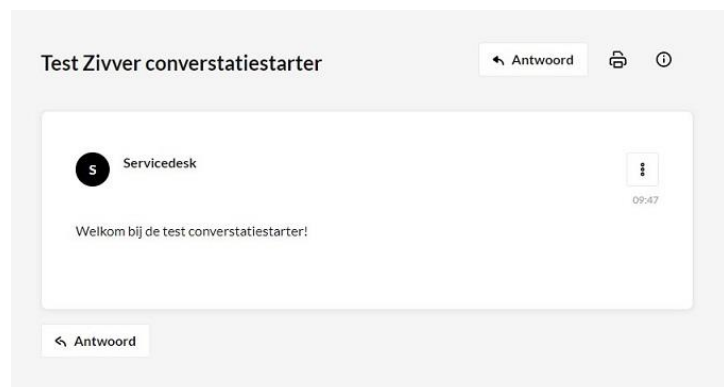 Test Zivver converstatiestarter
Antwoord
S
Servicedesk
09:47
Welkom bij de test converstatiestarter!
Antwoord